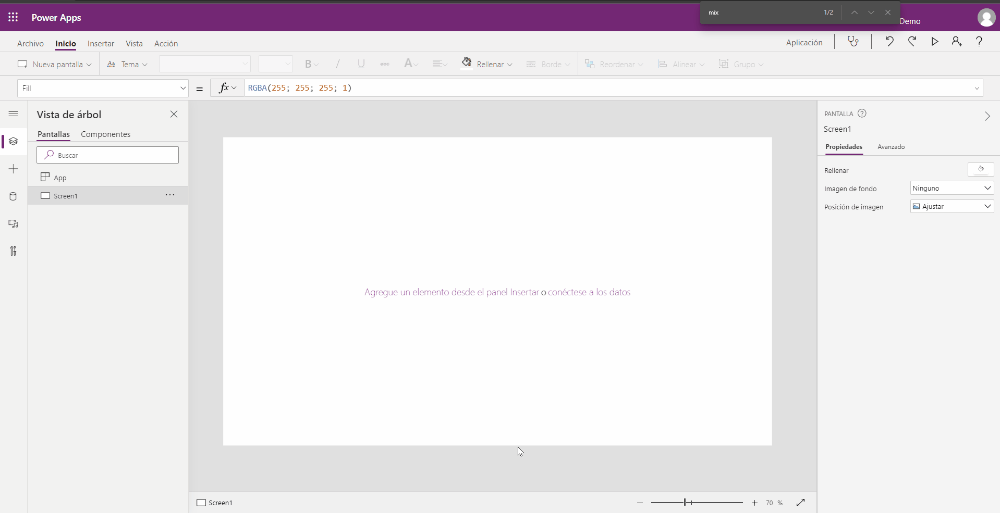 mix 1/2
Power Apps Demo
Archivo Inicio Insertar Vista Acción Aplicación
Nueva pantalla Tema B / U abc A Rellenar Borde Reordenar Alinear Grupo
Fill = fx RGBA(255; 255; 255; 1)
Vista de árbol
Pantallas Componentes
Buscar
App
Screen1 ...
Agregue un elemento desde el panel Insertar o conéctese a los datos
PANTALLA
Screen1
Propiedades Avanzado
Rellenar
Imagen de fondo Ninguno
Posición de imagen Ajustar
Screen1 70 %